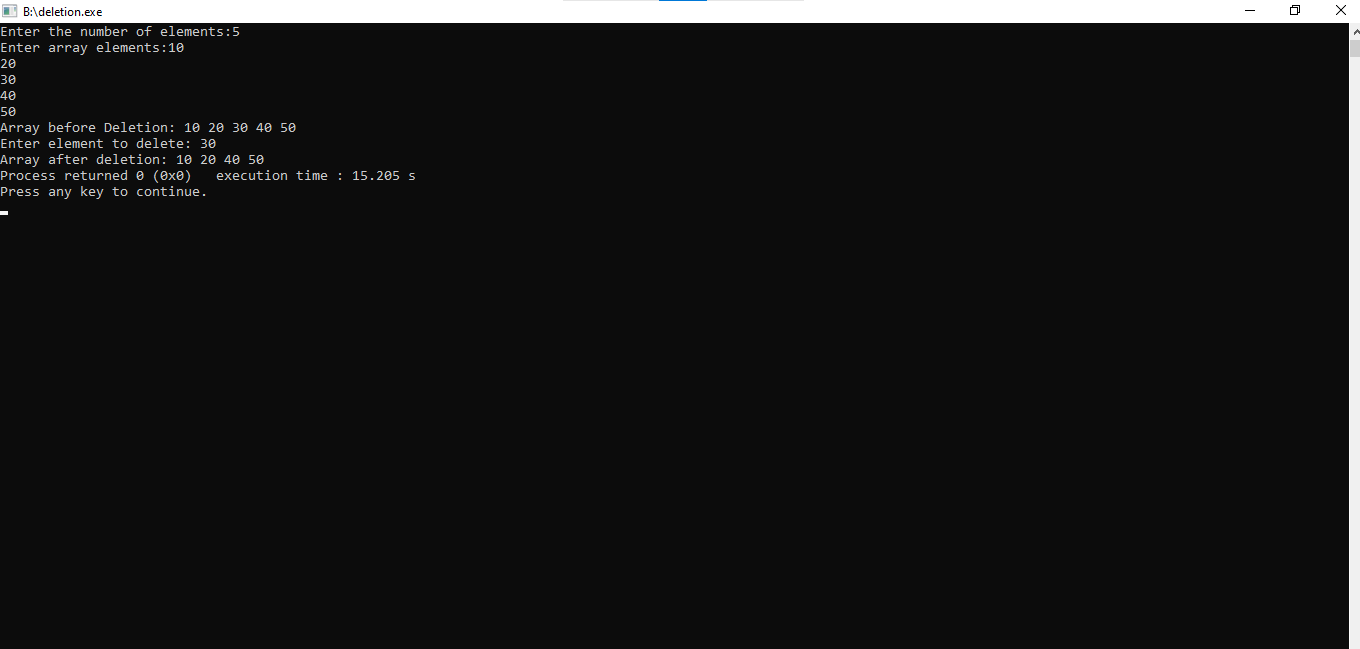 B:\deletion.exe
Enter the number of elements:5
Enter array elements:10
20
30
40
50
Array before Deletion: 10 20 30 40 50
Enter element to delete: 30
Array after deletion: 10 20 40 50
Process returned 0 (0x0)   execution time : 15.205 s
Press any key to continue.